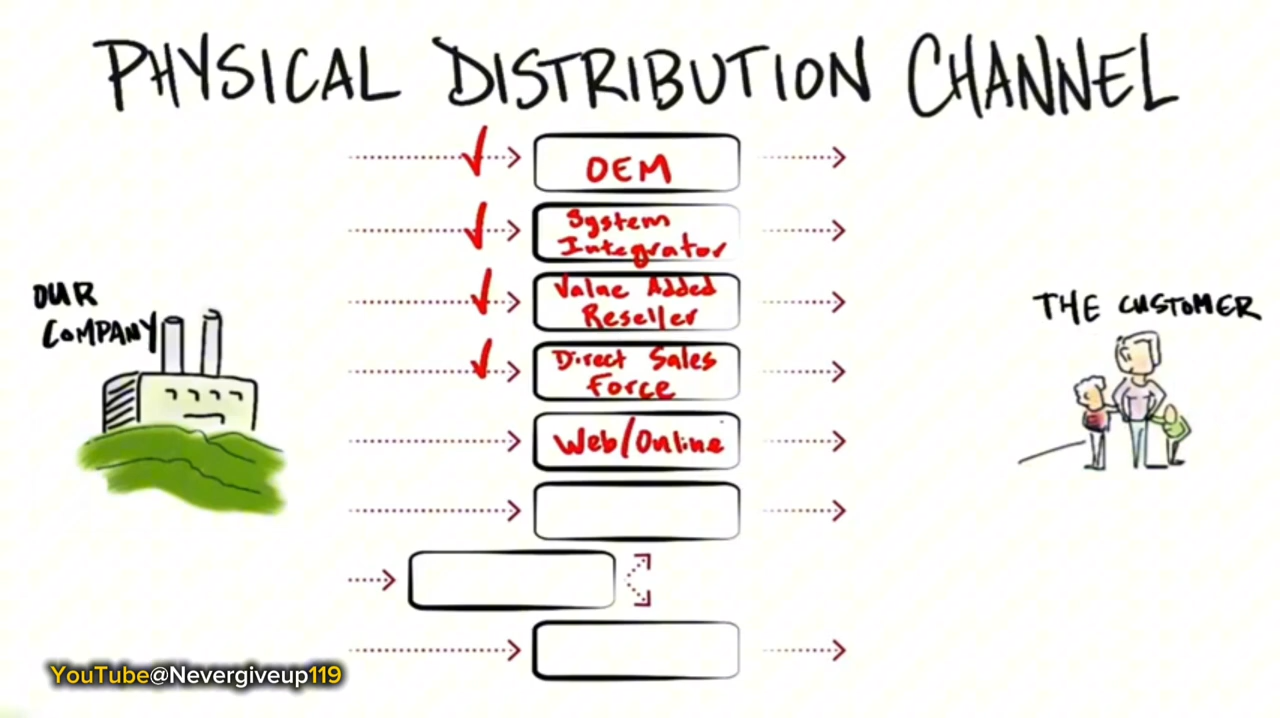 PHYSICAL DISTRIBUTION CHANNEL
OEM
System
Integrator
Value Added
Reseller
Direct Sales
Force
Web/Online
OUR
COMPANY
THE CUSTOMER
YouTube@Nevergiveup119